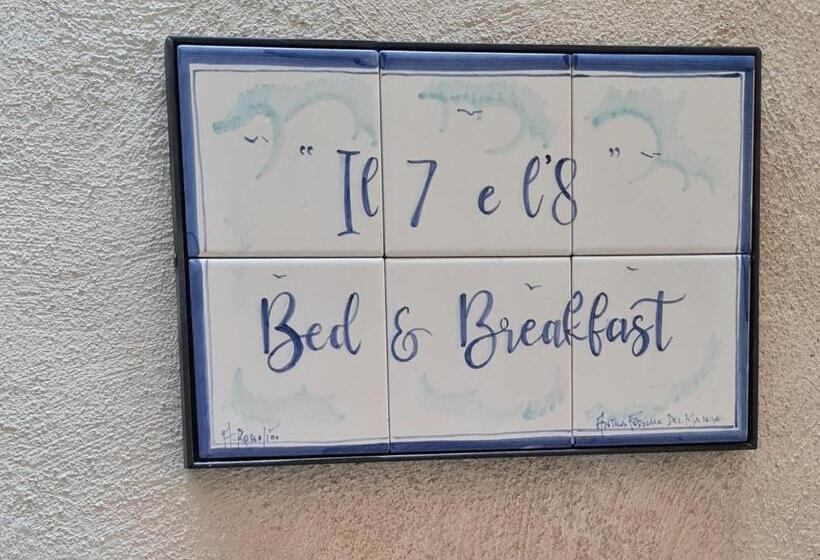 “Il 7 e l'8”
Bed & Breakfast